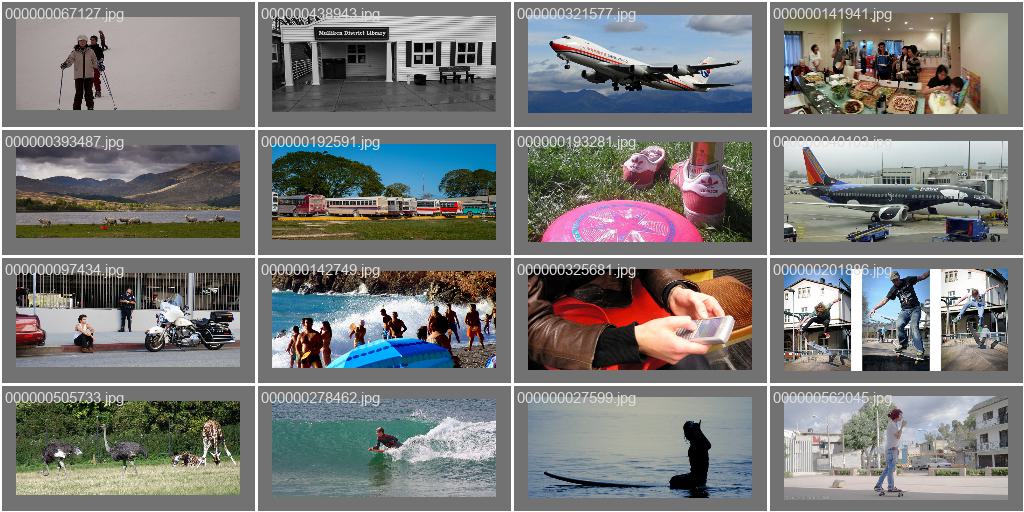 000000067127.jpg
000000438943.jpg
Mulliken District Library
000000321577.jpg
000000141941.jpg
000000393487.jpg
000000192591.jpg
000000193281.jpg
000000097434.jpg
000000142749.jpg
000000325681.jpg
000000505733.jpg
000000278462.jpg
000000027599.jpg
000000562045.jpg